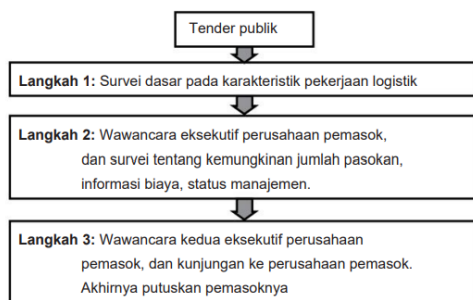 Tender publik
Langkah 1: Survei dasar pada karakteristik pekerjaan logistik
Langkah 2: Wawancara eksekutif perusahaan pemasok,
dan survei tentang kemungkinan jumlah pasokan,
informasi biaya, status manajemen.
Langkah 3: Wawancara kedua eksekutif perusahaan
pemasok, dan kunjungan ke perusahaan pemasok.
Akhirnya putuskan pemasoknya